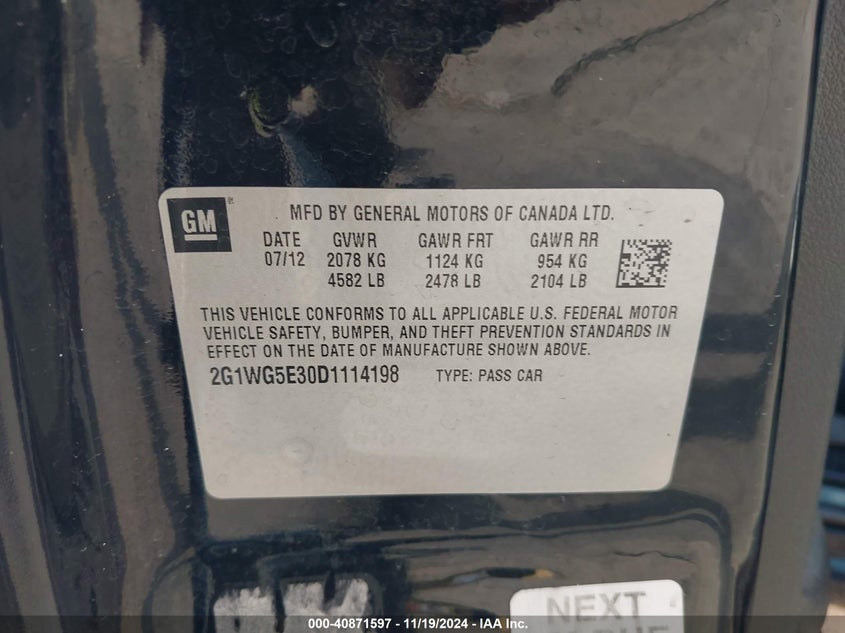 GM
®
MFD BY GENERAL MOTORS OF CANADA LTD.
DATE GVWR GAWR FRT GAWR RR
07/12 2078 KG 1124 KG 954 KG
4582 LB 2478 LB 2104 LB
THIS VEHICLE CONFORMS TO ALL APPLICABLE U.S. FEDERAL MOTOR
VEHICLE SAFETY, BUMPER, AND THEFT PREVENTION STANDARDS IN
EFFECT ON THE DATE OF MANUFACTURE SHOWN ABOVE.
2G1WG5E30D1114198 TYPE: PASS CAR
NEXT
000-40871597 - 11/19/2024 - IAA Inc.